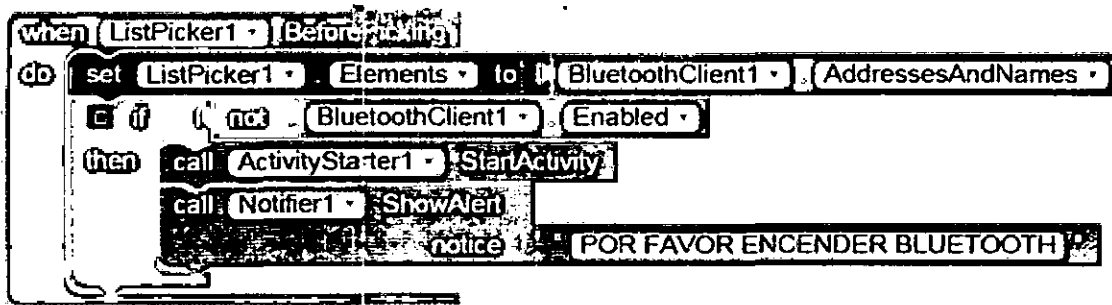 when ListPicker1 .BeforePicking
do set ListPicker1 . Elements to BluetoothClient1 . AddressesAndNames
if not BluetoothClient1 . Enabled
then call ActivityStarter1 .StartActivity
call Notifier1 .ShowAlert
notice " POR FAVOR ENCENDER BLUETOOTH "